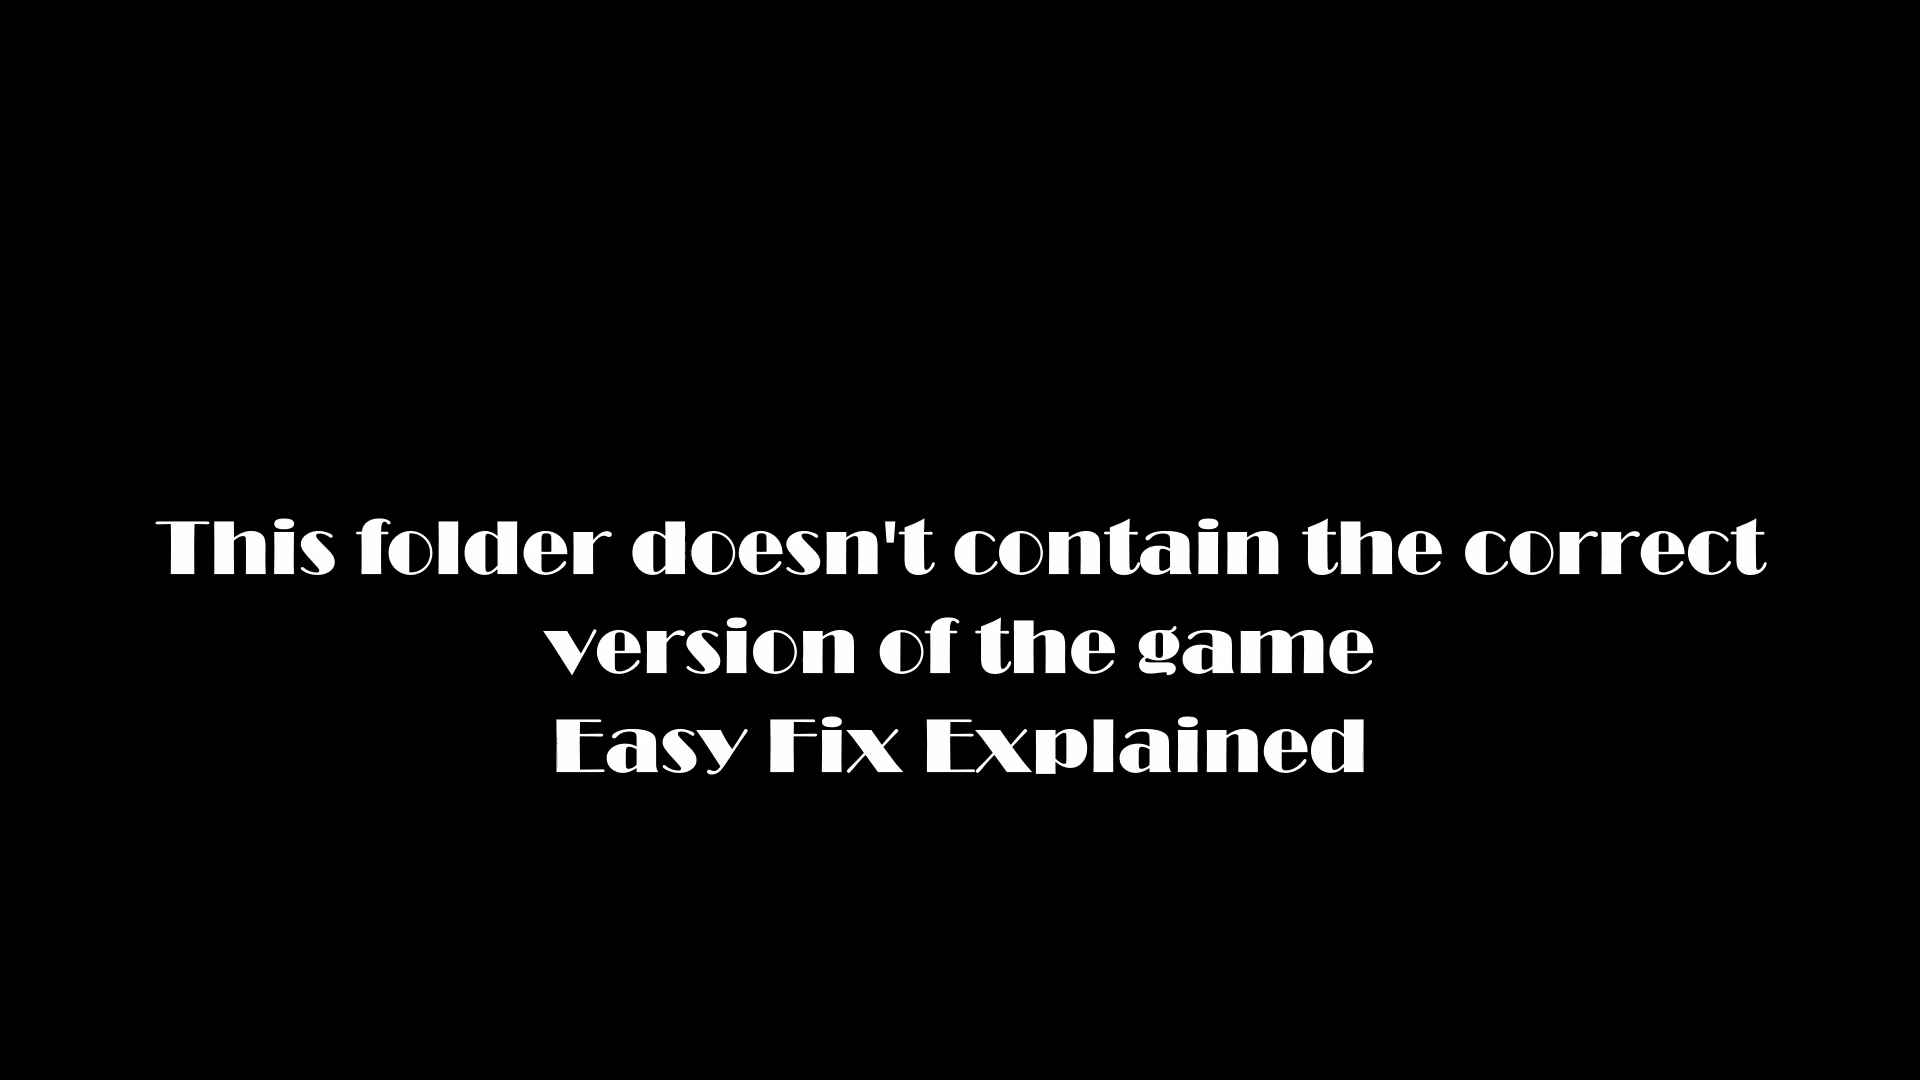 This folder doesn't contain the correct
version of the game
Easy Fix Explained